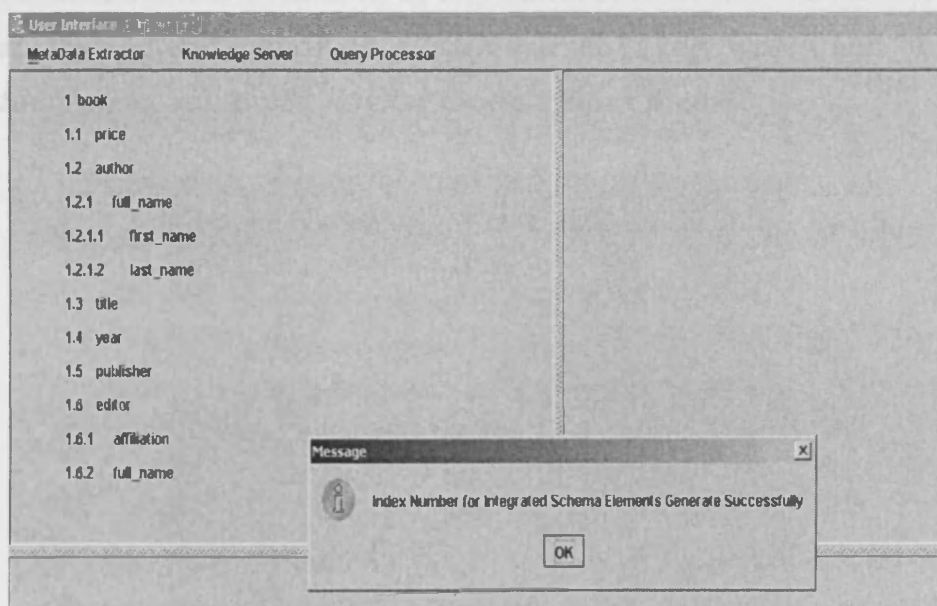 User Interface
MetaData Extractor Knowledge Server Query Processor
1 book
1.1 price
1.2 author
1.2.1 full_name
1.2.1.1 first_name
1.2.1.2 last_name
1.3 title
1.4 year
1.5 publisher
1.6 editor
1.6.1 affiliation
1.6.2 full_name
Message
Index Number for Integrated Schema Elements Generate Successfully
OK